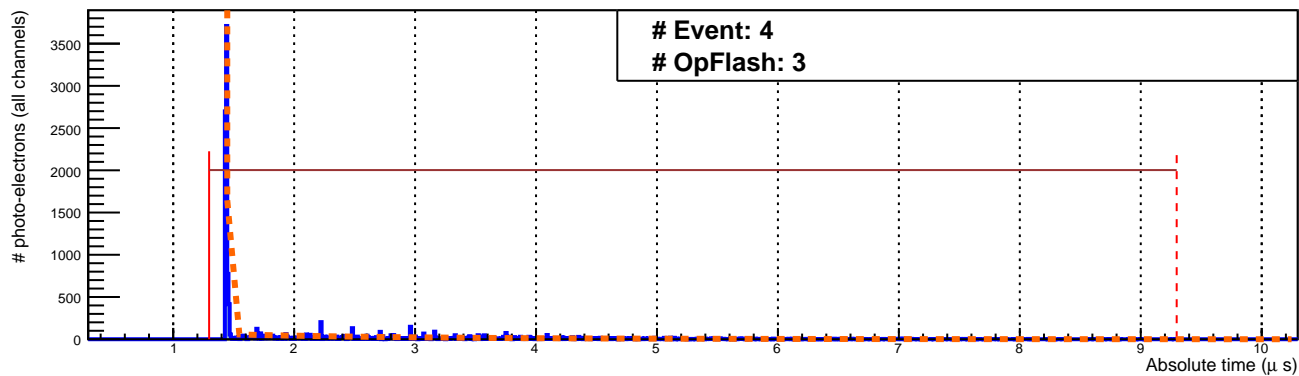 # Event: 4
# OpFlash: 3
# photo-electrons (all channels)
3500
3000
2500
2000
1500
1000
500
0
1 2 3 4 5 6 7 8 9 10
Absolute time (μ s)